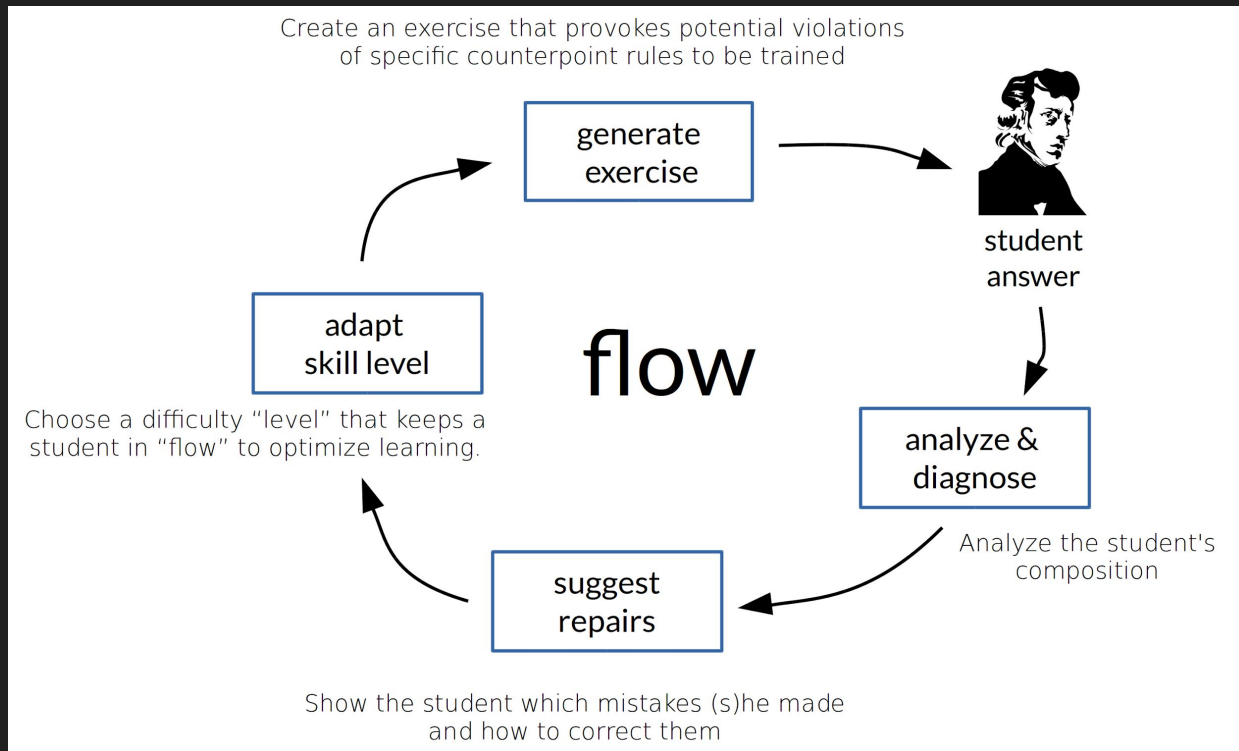 Create an exercise that provokes potential violations
of specific counterpoint rules to be trained
generate
exercise
student
answer
adapt
skill level
flow
Choose a difficulty “level” that keeps a
student in “flow” to optimize learning.
analyze &
diagnose
Analyze the student's
composition
suggest
repairs
Show the student which mistakes (s)he made
and how to correct them